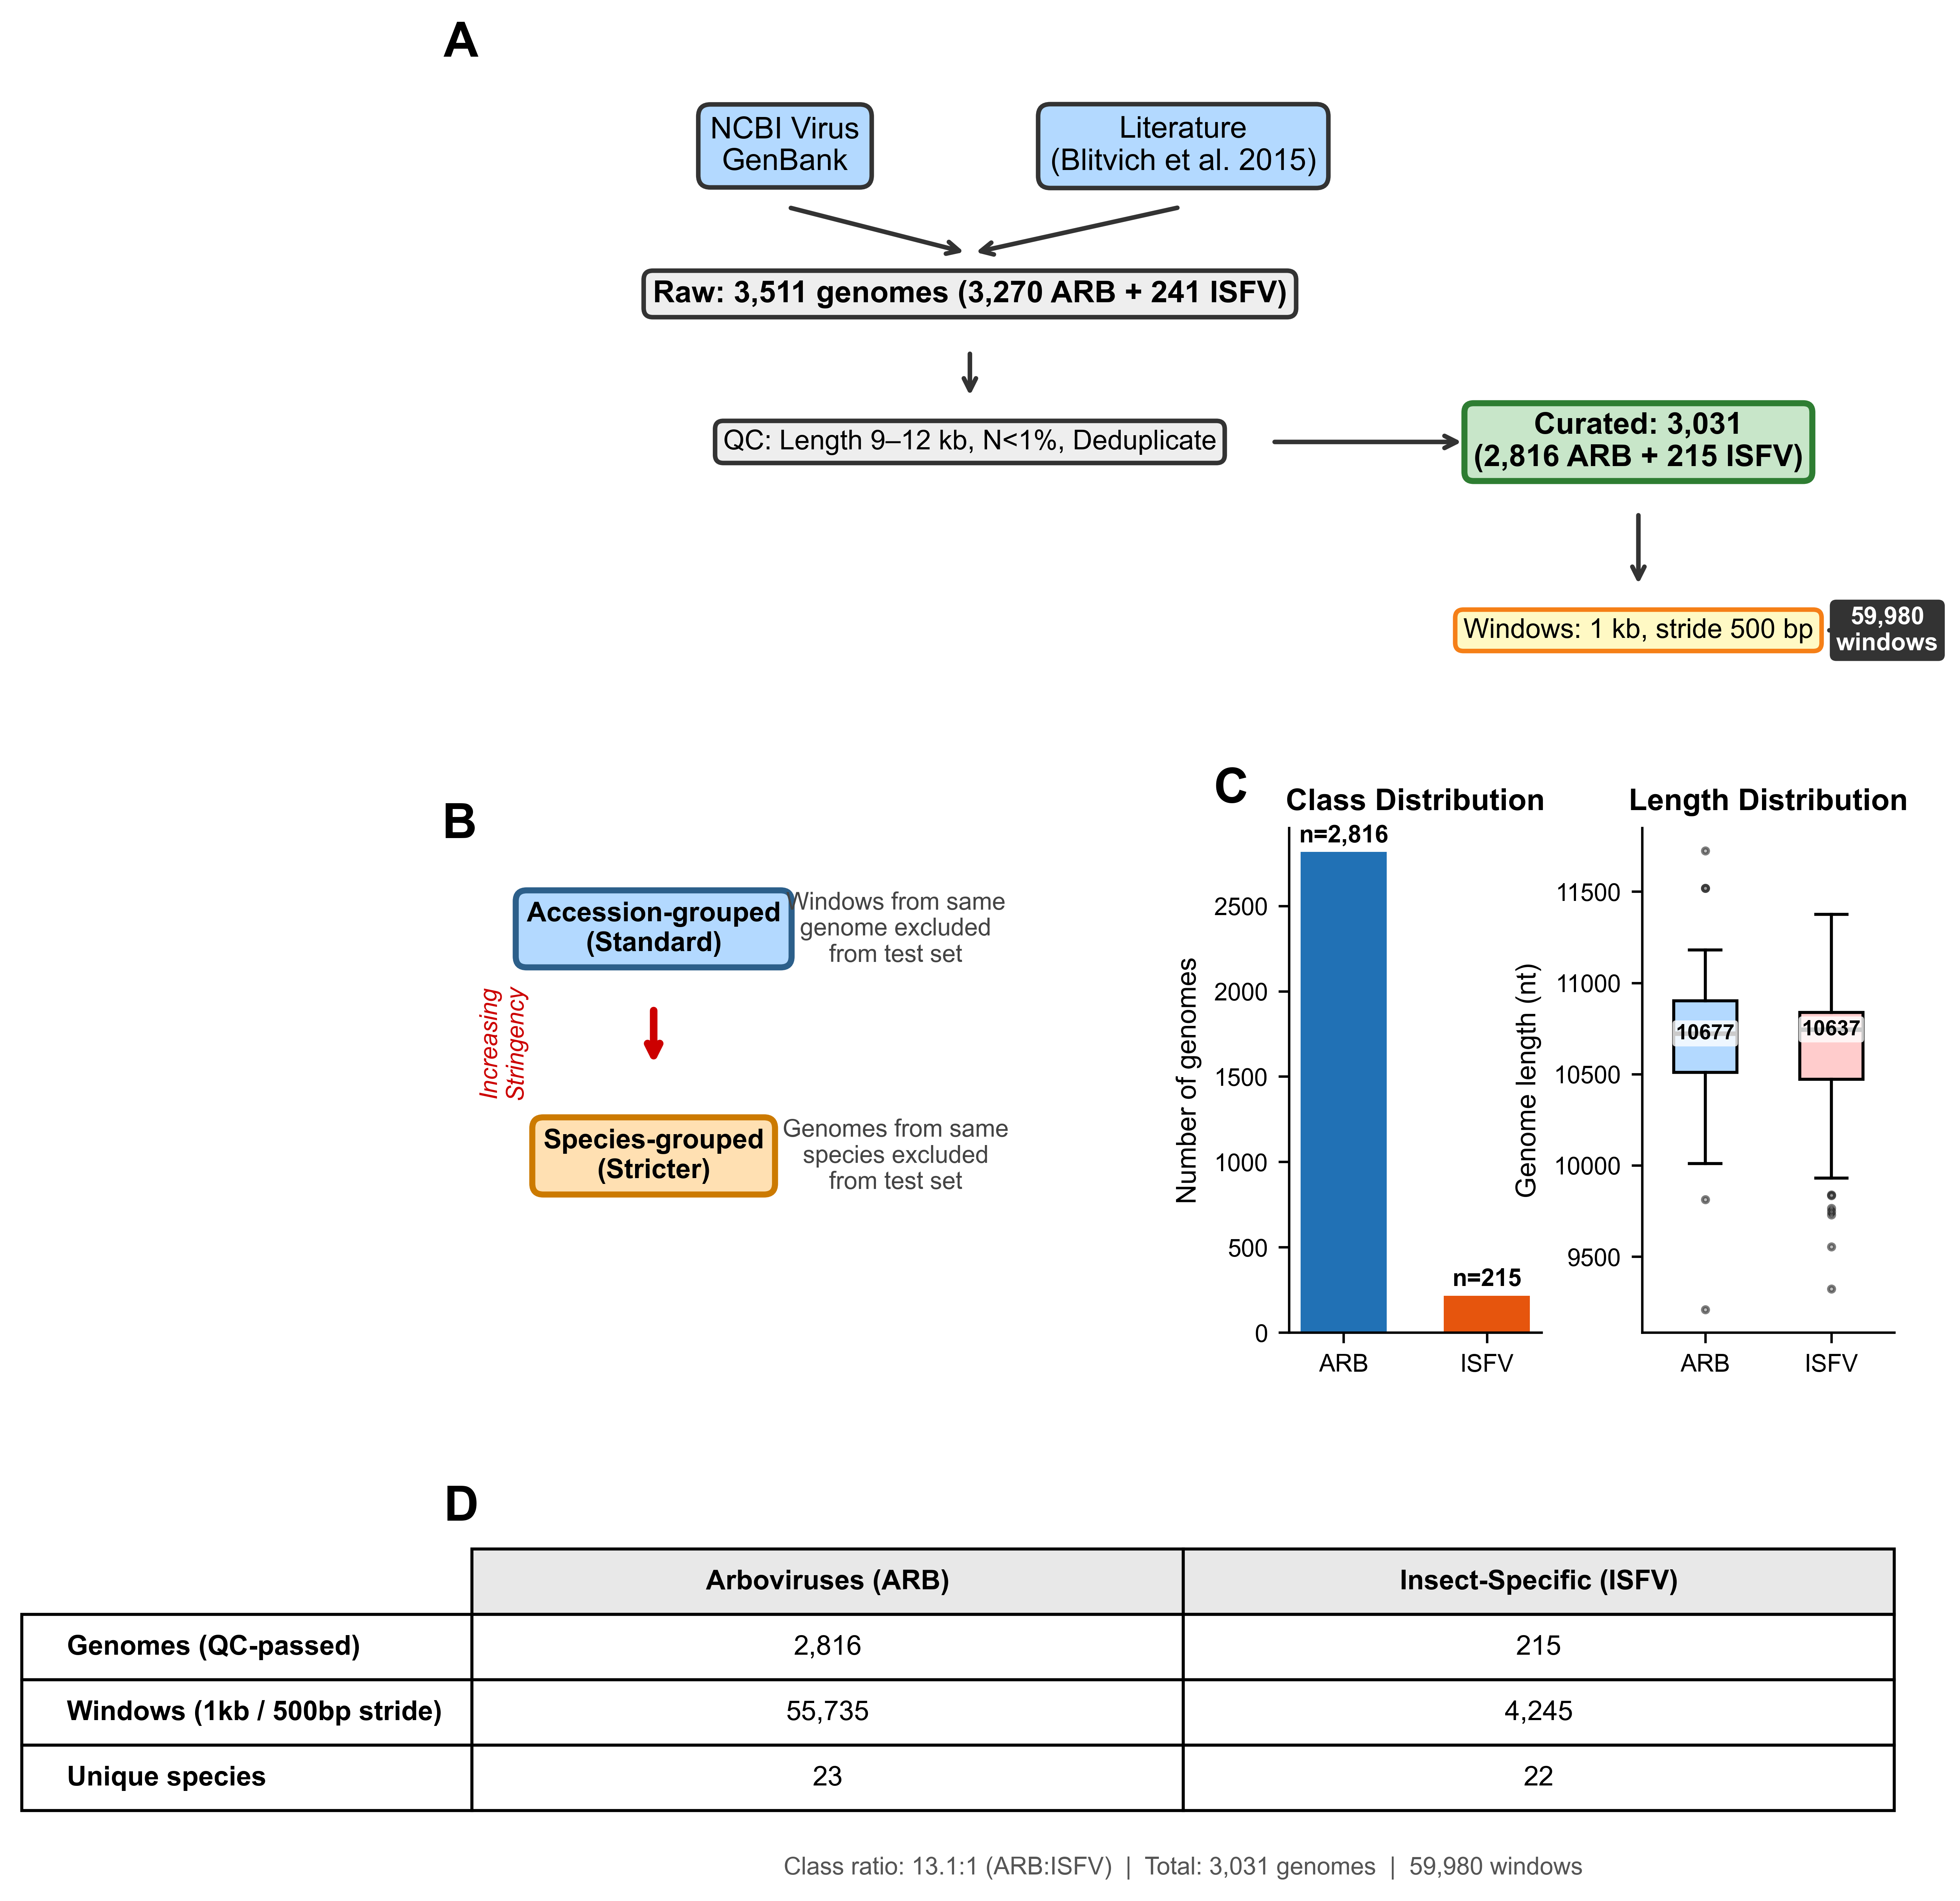 A
NCBI Virus
GenBank
Literature
(Blitvich et al. 2015)
Raw: 3,511 genomes (3,270 ARB + 241 ISFV)
QC: Length 9–12 kb, N<1%, Deduplicate
Curated: 3,031
(2,816 ARB + 215 ISFV)
Windows: 1 kb, stride 500 bp
59,980
windows
B
Accession-grouped
(Standard)
Windows from same
genome excluded
from test set
Increasing
Stringency
Species-grouped
(Stricter)
Genomes from same
species excluded
from test set
C
Class Distribution
n=2,816
n=215
Number of genomes
2500
2000
1500
1000
500
0
ARB
ISFV
Length Distribution
Genome length (nt)
11500
11000
10500
10000
9500
10677
10637
ARB
ISFV
D
Arboviruses (ARB)
Insect-Specific (ISFV)
Genomes (QC-passed)
2,816
215
Windows (1kb / 500bp stride)
55,735
4,245
Unique species
23
22
Class ratio: 13.1:1 (ARB:ISFV) | Total: 3,031 genomes | 59,980 windows